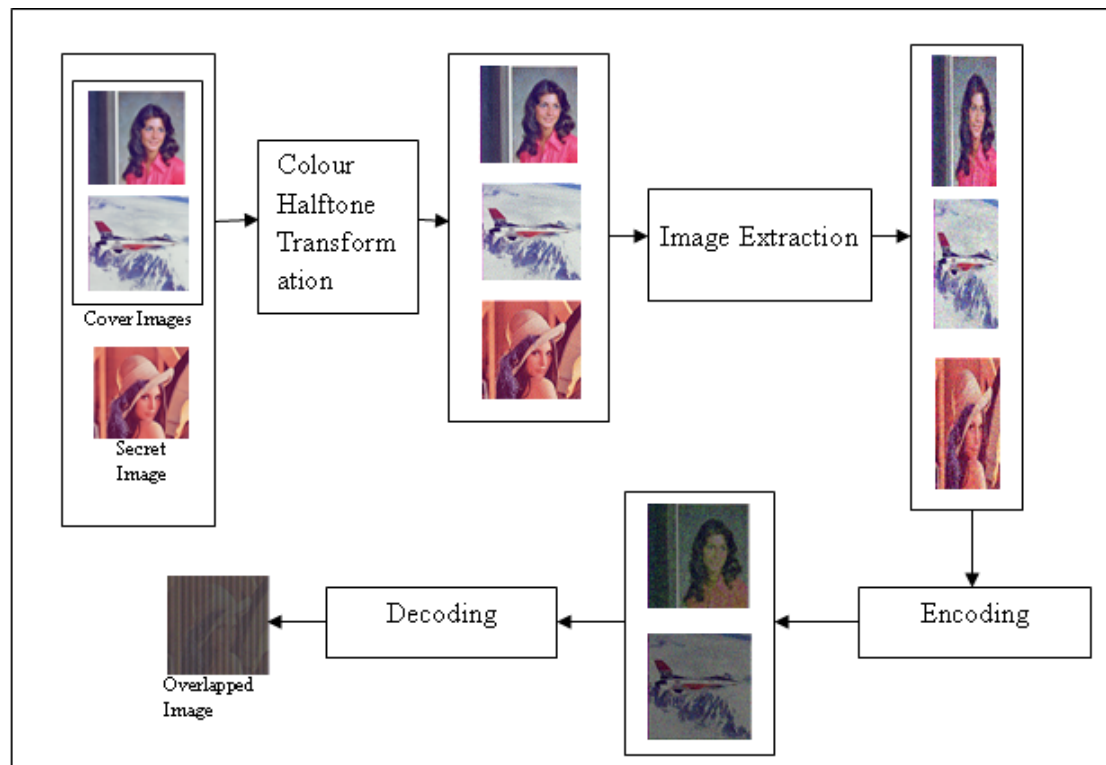 Cover Images
Secret
Image
Colour
Halftone
Transform
ation
Image Extraction
Encoding
Decoding
Overlapped
Image